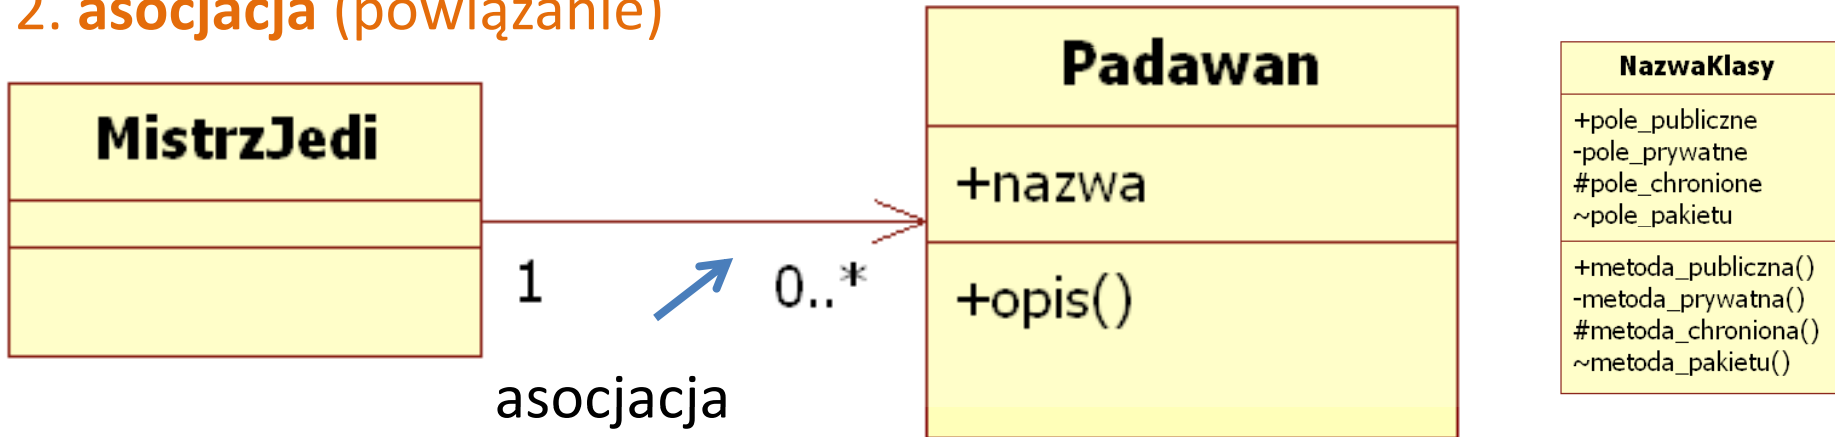 2. asocjacja (powiązanie)
MistrzJedi
1
0..*
asocjacja
Padawan
+nazwa
+opis()
NazwaKlasy
+pole_publiczne
-pole_prywatne
#pole_chronione
~pole_pakietu
+metoda_publiczna()
-metoda_prywatna()
#metoda_chroniona()
~metoda_pakietu()